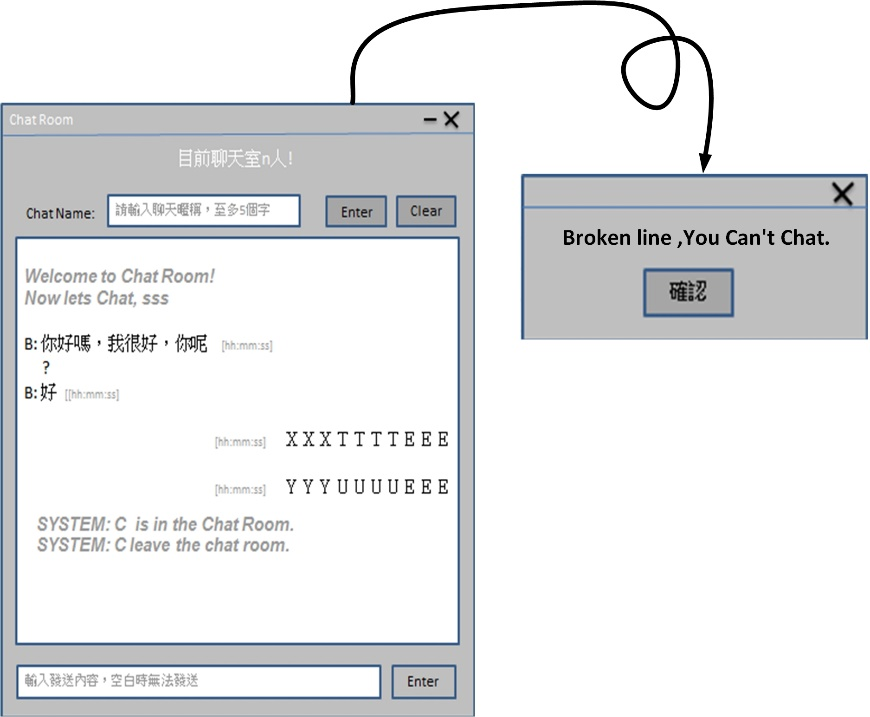 Chat Room
目前聊天室n人!
Chat Name: 請輸入聊天暱稱，至多5個字 Enter Clear
Welcome to Chat Room!
Now lets Chat, sss
B: 你好嗎，我很好，你呢 [hh:mm:ss]
?
B: 好 [[hh:mm:ss]
[hh:mm:ss] XXXTTTTEEE
[hh:mm:ss] YYYUUUUEEE
SYSTEM: C is in the Chat Room.
SYSTEM: C leave the chat room.
輸入發送內容，空白時無法發送 Enter
Broken line ,You Can't Chat.
確認